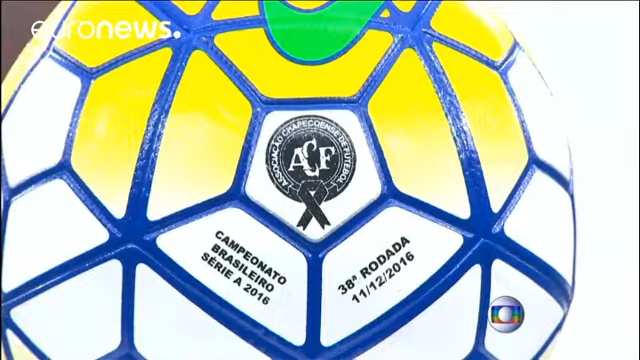 euronews.
ASSOCIAÇÃO CHAPECOENSE DE FUTEBOL
ACF
CAMPEONATO
BRASILEIRO
SÉRIE A 2016
38ª RODADA
11/12/2016